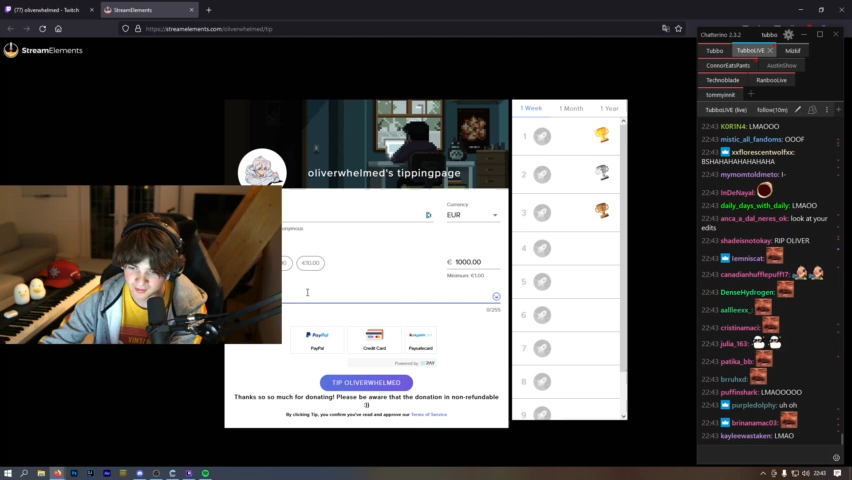 (77) oliverwhelmed - Twitch
StreamElements
https://streamelements.com/oliverwhelmed/tip
StreamElements
oliverwhelmed's tippingpage
Currency
EUR
€10.00
€ 1000.00
Minimum: €1.00
0/255
PayPal
PayPal
Credit Card
Paysafecard
Powered by
TIP OLIVERWHELMED
Thanks so so much for donating! Please be aware that the donation in non-refundable
:))
By clicking Tip, you confirm you've read and approve our Terms of Service
1 Week
1 Month
1 Year
1
2
3
4
5
6
7
8
9
Chatterino 2.3.2
tubbo
Tubbo
TubboLIVE
Mizkif
ConnorEatsPants
AustinShow
Technoblade
RanbooLive
tommyinnit
TubboLIVE (live)
follow(10m)
22:43 K0R1N4: LMAOOO
22:43 mistic_all_fandoms: OOOF
22:43 xxflorescentwolfxx:
BSHAHAHAHAHAHAHA
22:43 mymomtoldmeto: I-
22:43 InDeNayal:
22:43 daily_days_with_daily: LMAOO
22:43 anca_a_dal_neres_ok: look at your
edits
22:43 shadeisnotokay: RIP OLIVER
22:43 lemniscat:
22:43 canadianhufflepuff17:
22:43 DenseHydrogen:
22:43 aallleexx_:
22:43 cristinamaci:
22:43 julia_163:
22:43 patika_bb:
22:43 brruhxd:
22:43 puffinshark: LMAOOOOO
22:43 purpledolphy: uh oh
22:43 brinanamac03:
22:43 kayleewastaken: LMAO
22:43